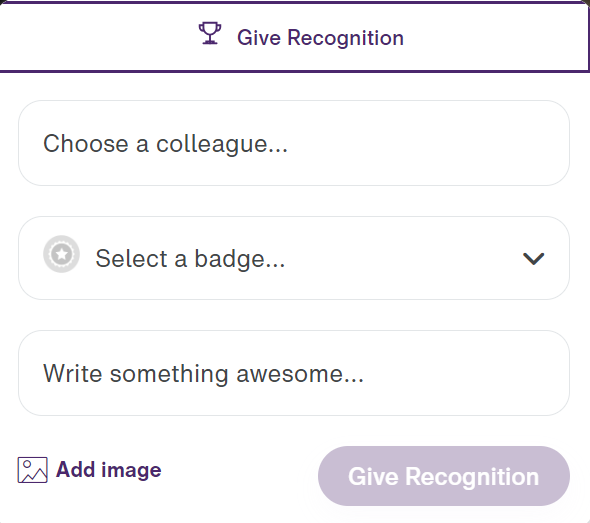 Give Recognition
Choose a colleague...
Select a badge...
Write something awesome...
Add image
Give Recognition